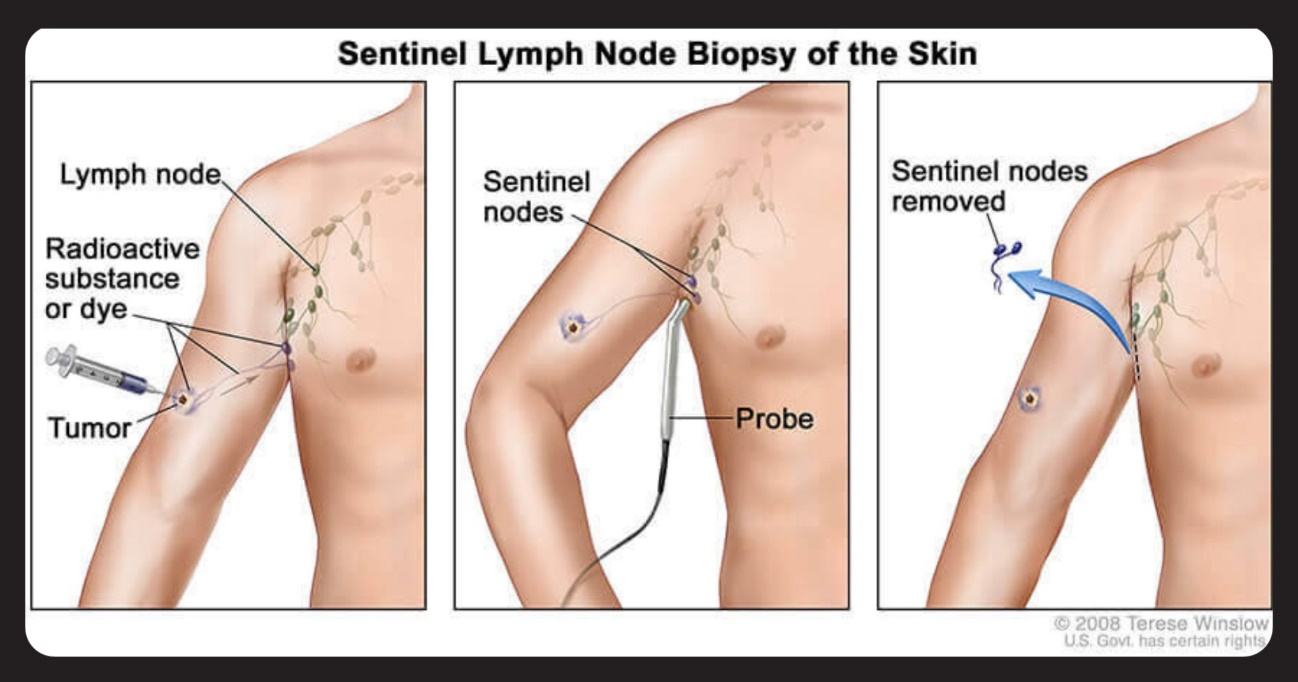 Sentinel Lymph Node Biopsy of the Skin
Lymph node
Radioactive
substance
or dye
Tumor
Sentinel
nodes
Probe
Sentinel nodes
removed
© 2008 Terese Winslow
U.S. Govt. has certain rights